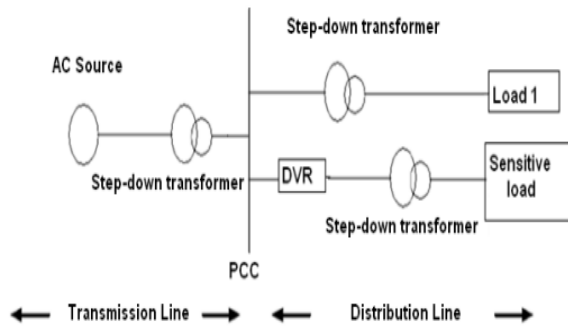 Step-down transformer
AC Source
Load 1
Step-down transformer
DVR
Sensitive
load
Step-down transformer
PCC
Transmission Line
Distribution Line